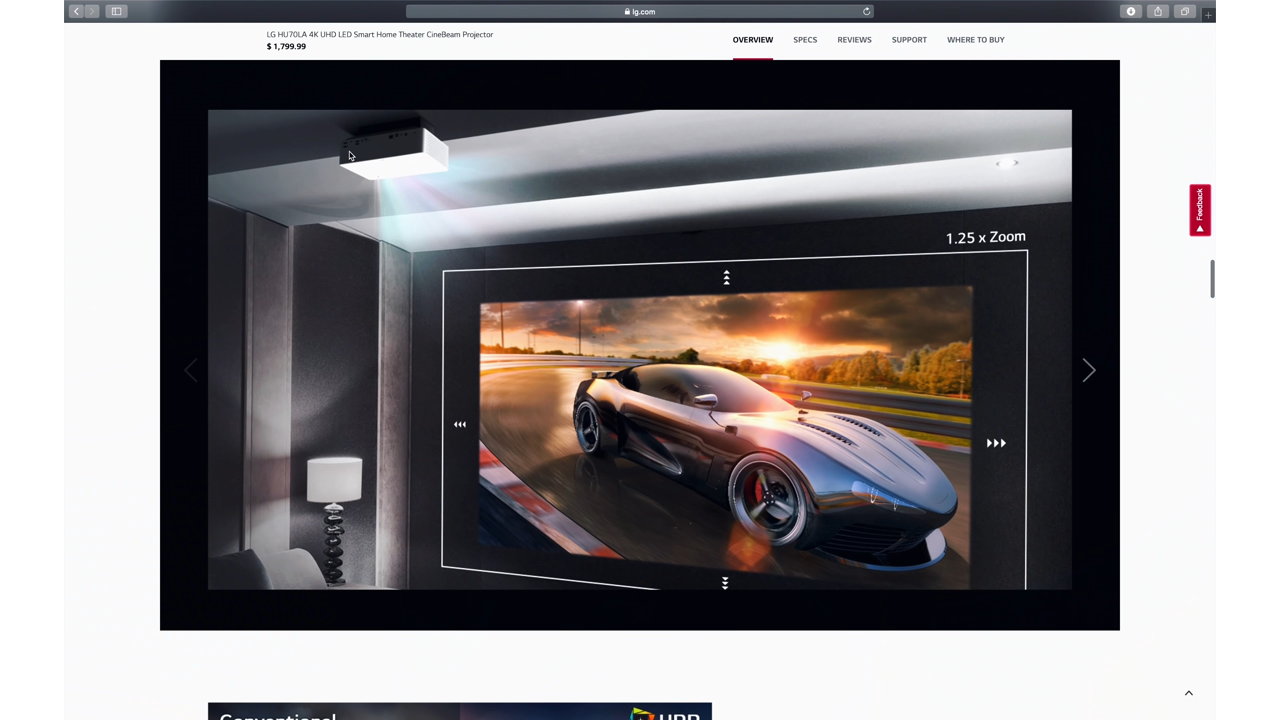 lg.com
LG HU70LA 4K UHD LED Smart Home Theater CineBeam Projector
$ 1,799.99
OVERVIEW
SPECS
REVIEWS
SUPPORT
WHERE TO BUY
Feedback
1.25 x Zoom
Conventional